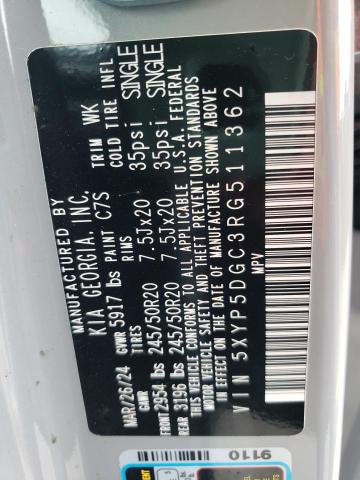 MANUFACTURED BY
KIA GEORGIA, INC.
MAR/26/24 GVWR 5917 lbs PAINT C7S TRIM WK
GAWR TIRES RIMS COLD TIRE INFL
FRONT 2954 lbs 245/50R20 7.5Jx20 35psi SINGLE
REAR 3196 lbs 245/50R20 7.5Jx20 35psi SINGLE
THIS VEHICLE CONFORMS TO ALL APPLICABLE U.S.A. FEDERAL
MOTOR VEHICLE SAFETY AND THEFT PREVENTION STANDARDS
IN EFFECT ON THE DATE OF MANUFACTURE SHOWN ABOVE
VIN 5XYP5DGC3RG511362
MPV
9110